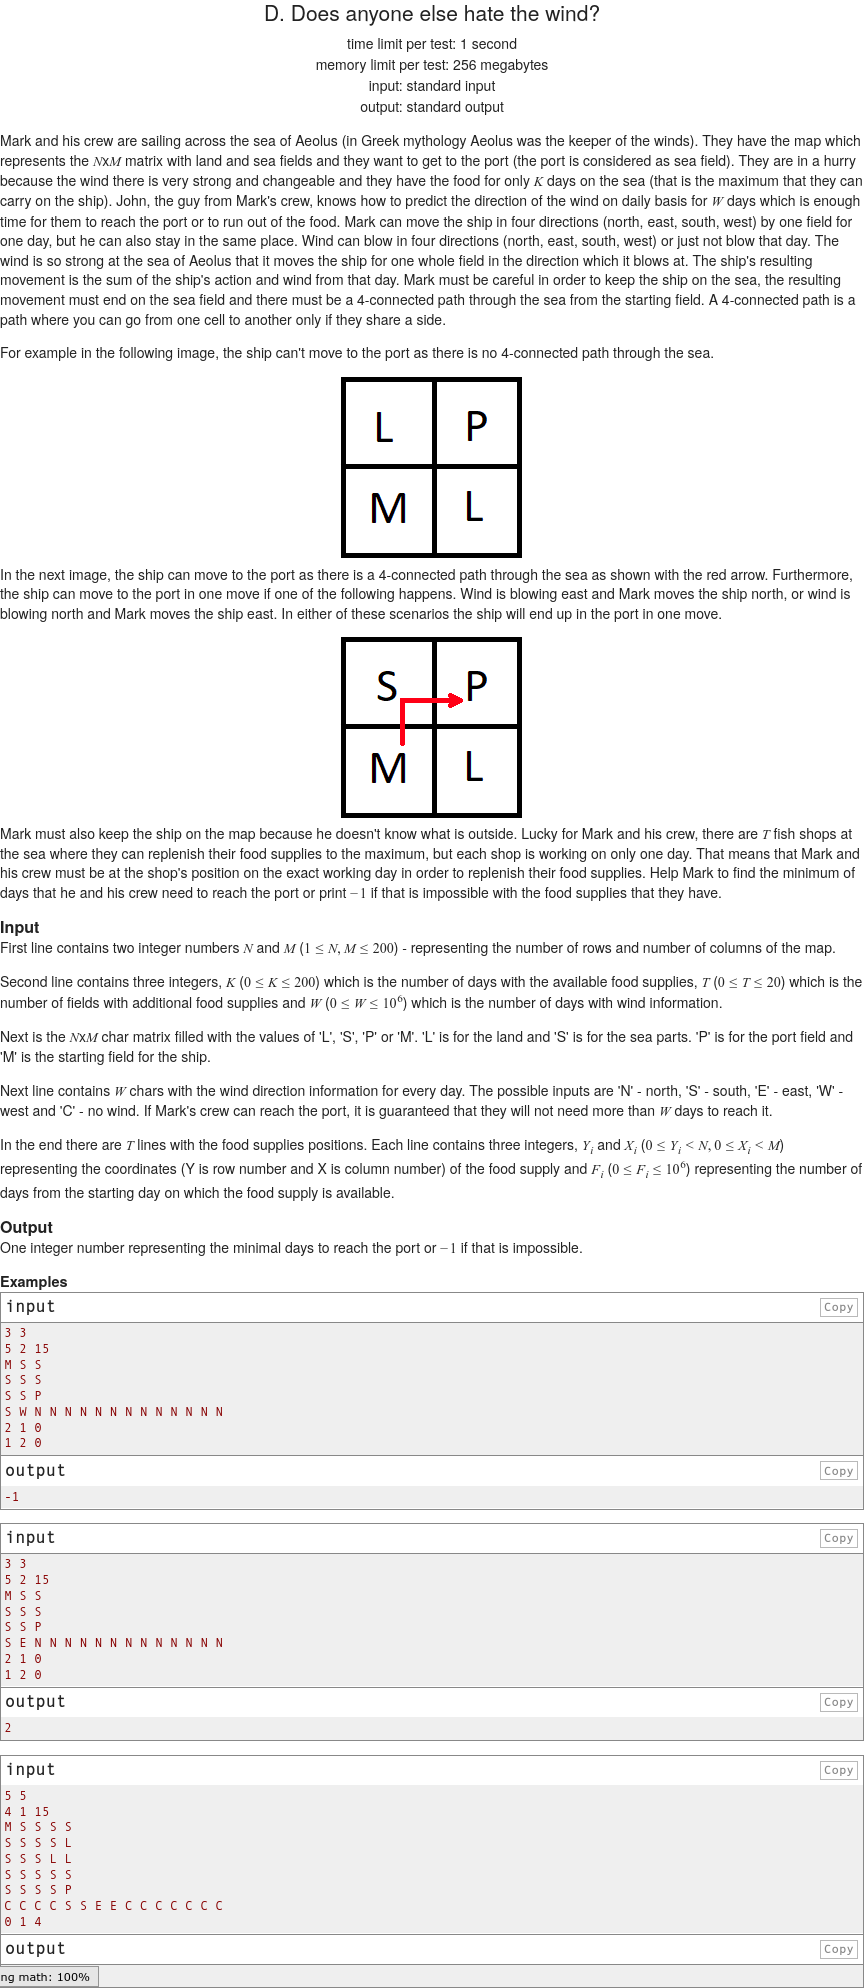 D. Does anyone else hate the wind?
time limit per test: 1 second
memory limit per test: 256 megabytes
input: standard input
output: standard output
Mark and his crew are sailing across the sea of Aeolus (in Greek mythology Aeolus was the keeper of the winds). They have the map which
represents the NxM matrix with land and sea fields and they want to get to the port (the port is considered as sea field). They are in a hurry
because the wind there is very strong and changeable and they have the food for only K days on the sea (that is the maximum that they can
carry on the ship). John, the guy from Mark's crew, knows how to predict the direction of the wind on daily basis for W days which is enough
time for them to reach the port or to run out of the food. Mark can move the ship in four directions (north, east, south, west) by one field for
one day, but he can also stay in the same place. Wind can blow in four directions (north, east, south, west) or just not blow that day. The
wind is so strong at the sea of Aeolus that it moves the ship for one whole field in the direction which it blows at. The ship's resulting
movement is the sum of the ship's action and wind from that day. Mark must be careful in order to keep the ship on the sea, the resulting
movement must end on the sea field and there must be a 4-connected path through the sea from the starting field. A 4-connected path is a
path where you can go from one cell to another only if they share a side.
For example in the following image, the ship can't move to the port as there is no 4-connected path through the sea.
L P
M L
In the next image, the ship can move to the port as there is a 4-connected path through the sea as shown with the red arrow. Furthermore,
the ship can move to the port in one move if one of the following happens. Wind is blowing east and Mark moves the ship north, or wind is
blowing north and Mark moves the ship east. In either of these scenarios the ship will end up in the port in one move.
S P
M L
Mark must also keep the ship on the map because he doesn't know what is outside. Lucky for Mark and his crew, there are T fish shops at
the sea where they can replenish their food supplies to the maximum, but each shop is working on only one day. That means that Mark and
his crew must be at the shop's position on the exact working day in order to replenish their food supplies. Help Mark to find the minimum of
days that he and his crew need to reach the port or print −1 if that is impossible with the food supplies that they have.
Input
First line contains two integer numbers N and M (1 ≤ N, M ≤ 200) - representing the number of rows and number of columns of the map.
Second line contains three integers, K (0 ≤ K ≤ 200) which is the number of days with the available food supplies, T (0 ≤ T ≤ 20) which is the
number of fields with additional food supplies and W (0 ≤ W ≤ 10^6) which is the number of days with wind information.
Next is the NxM char matrix filled with the values of 'L', 'S', 'P' or 'M'. 'L' is for the land and 'S' is for the sea parts. 'P' is for the port field and
'M' is the starting field for the ship.
Next line contains W chars with the wind direction information for every day. The possible inputs are 'N' - north, 'S' - south, 'E' - east, 'W' -
west and 'C' - no wind. If Mark's crew can reach the port, it is guaranteed that they will not need more than W days to reach it.
In the end there are T lines with the food supplies positions. Each line contains three integers, Y_i and X_i (0 ≤ Y_i < N, 0 ≤ X_i < M)
representing the coordinates (Y is row number and X is column number) of the food supply and F_i (0 ≤ F_i ≤ 10^6) representing the number of
days from the starting day on which the food supply is available.
Output
One integer number representing the minimal days to reach the port or −1 if that is impossible.
Examples
input Copy
3 3
5 2 15
M S S
S S S
S S P
S W N N N N N N N N N N N N N
2 1 0
1 2 0
output Copy
-1
input Copy
3 3
5 2 15
M S S
S S S
S S P
S E N N N N N N N N N N N N N
2 1 0
1 2 0
output Copy
2
input Copy
5 5
4 1 15
M S S S S
S S S S L
S S S L L
S S S S S
S S S S P
C C C C S S E E C C C C C C C
0 1 4
output Copy
ng math: 100%